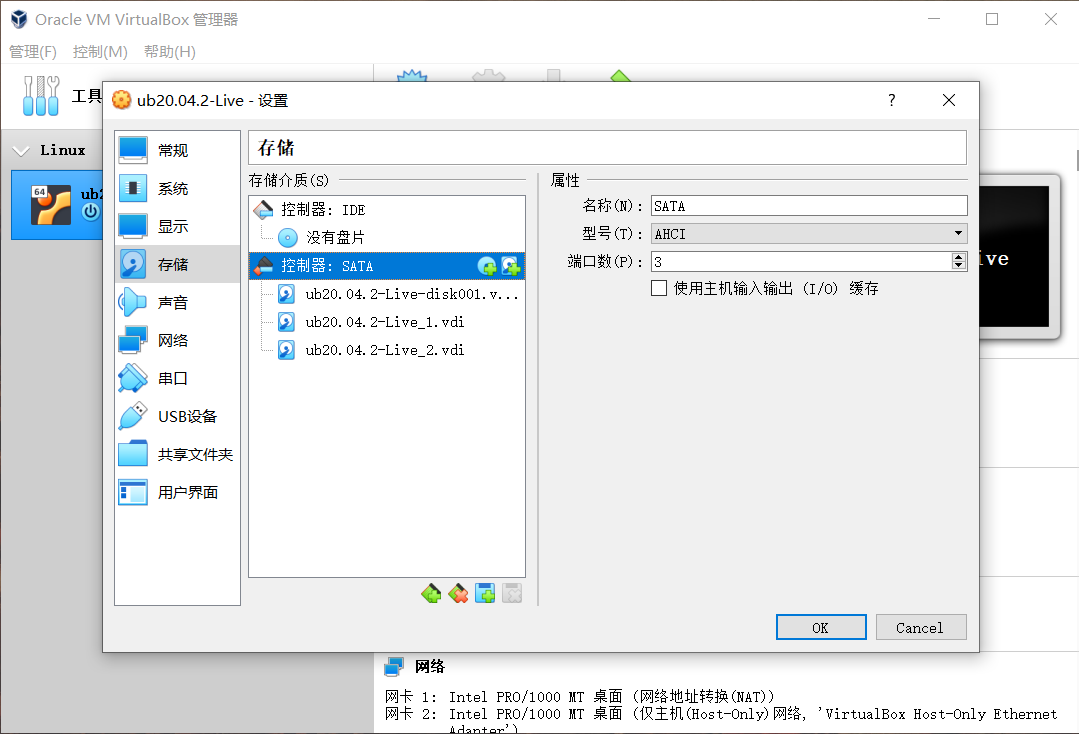 Oracle VM VirtualBox 管理器
管理(F) 控制(M) 帮助(H)
工具
Linux
64
ub20.04.2-Live - 设置
?
常规
系统
显示
存储
声音
网络
串口
USB设备
共享文件夹
用户界面
存储
存储介质(S)
控制器: IDE
没有盘片
控制器: SATA
ub20.04.2-Live-disk001.v...
ub20.04.2-Live_1.vdi
ub20.04.2-Live_2.vdi
属性
名称(N): SATA
型号(T): AHCI
端口数(P): 3
使用主机输入输出 (I/O) 缓存
OK Cancel
网络
网卡 1: Intel PRO/1000 MT 桌面 (网络地址转换(NAT))
网卡 2: Intel PRO/1000 MT 桌面 (仅主机(Host-Only)网络, 'VirtualBox Host-Only Ethernet
Adapter')